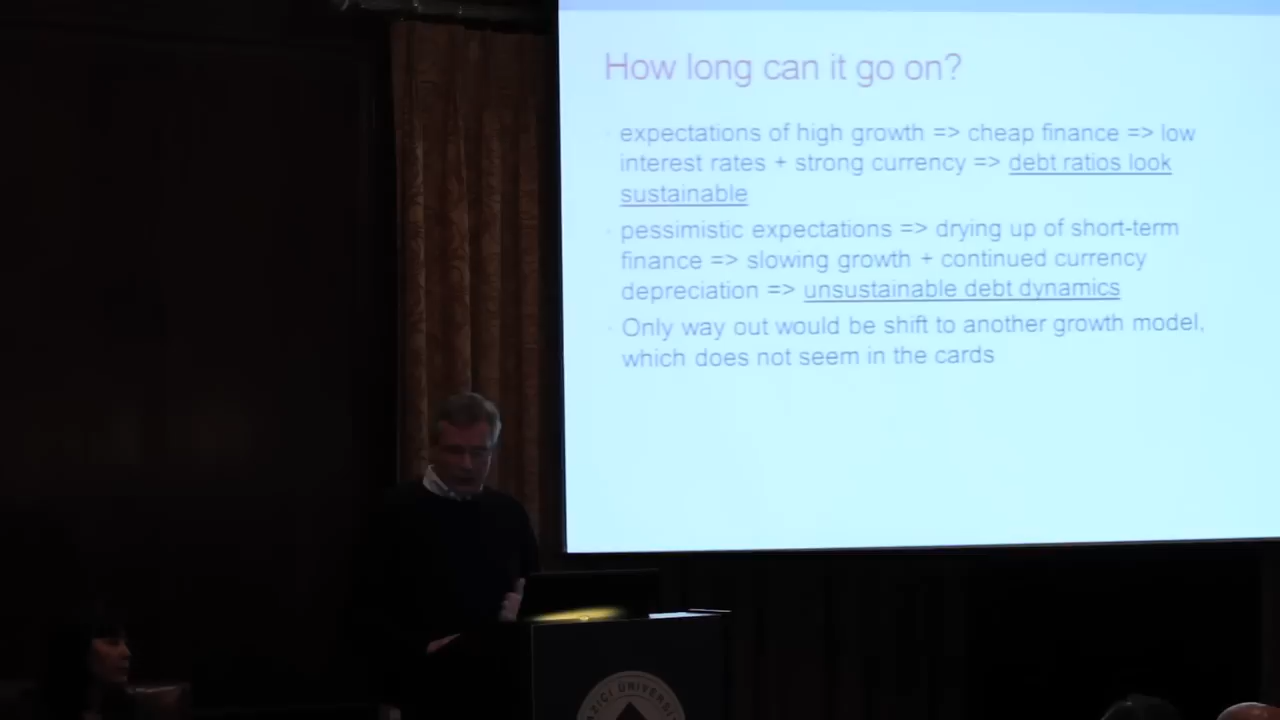 How long can it go on?
expectations of high growth => cheap finance => low
interest rates + strong currency => debt ratios look
sustainable
pessimistic expectations => drying up of short-term
finance => slowing growth + continued currency
depreciation => unsustainable debt dynamics
Only way out would be shift to another growth model,
which does not seem in the cards